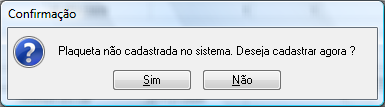 Confirmação
Plaqueta não cadastrada no sistema. Deseja cadastrar agora ?
Sim
Não